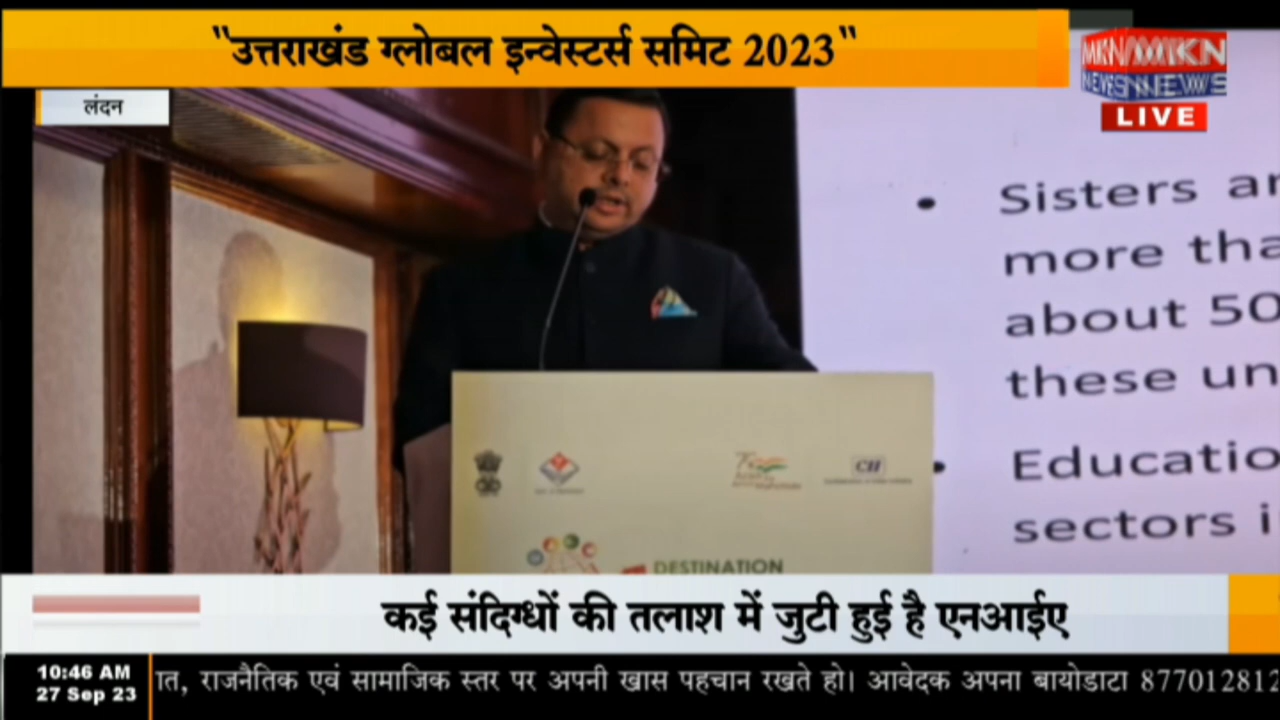 "उत्तराखंड ग्लोबल इन्वेस्टर्स समिट 2023"
MKN
NEWS
LIVE
लंदन
Sisters ar
more tha
about 50
these un
Educatio
sectors i
CII
DESTINATION
कई संदिग्धों की तलाश में जुटी हुई है एनआईए
10:46 AM
27 Sep 23
ात, राजनैतिक एवं सामाजिक स्तर पर अपनी खास पहचान रखते हो। आवेदक अपना बायोडाटा 877012812